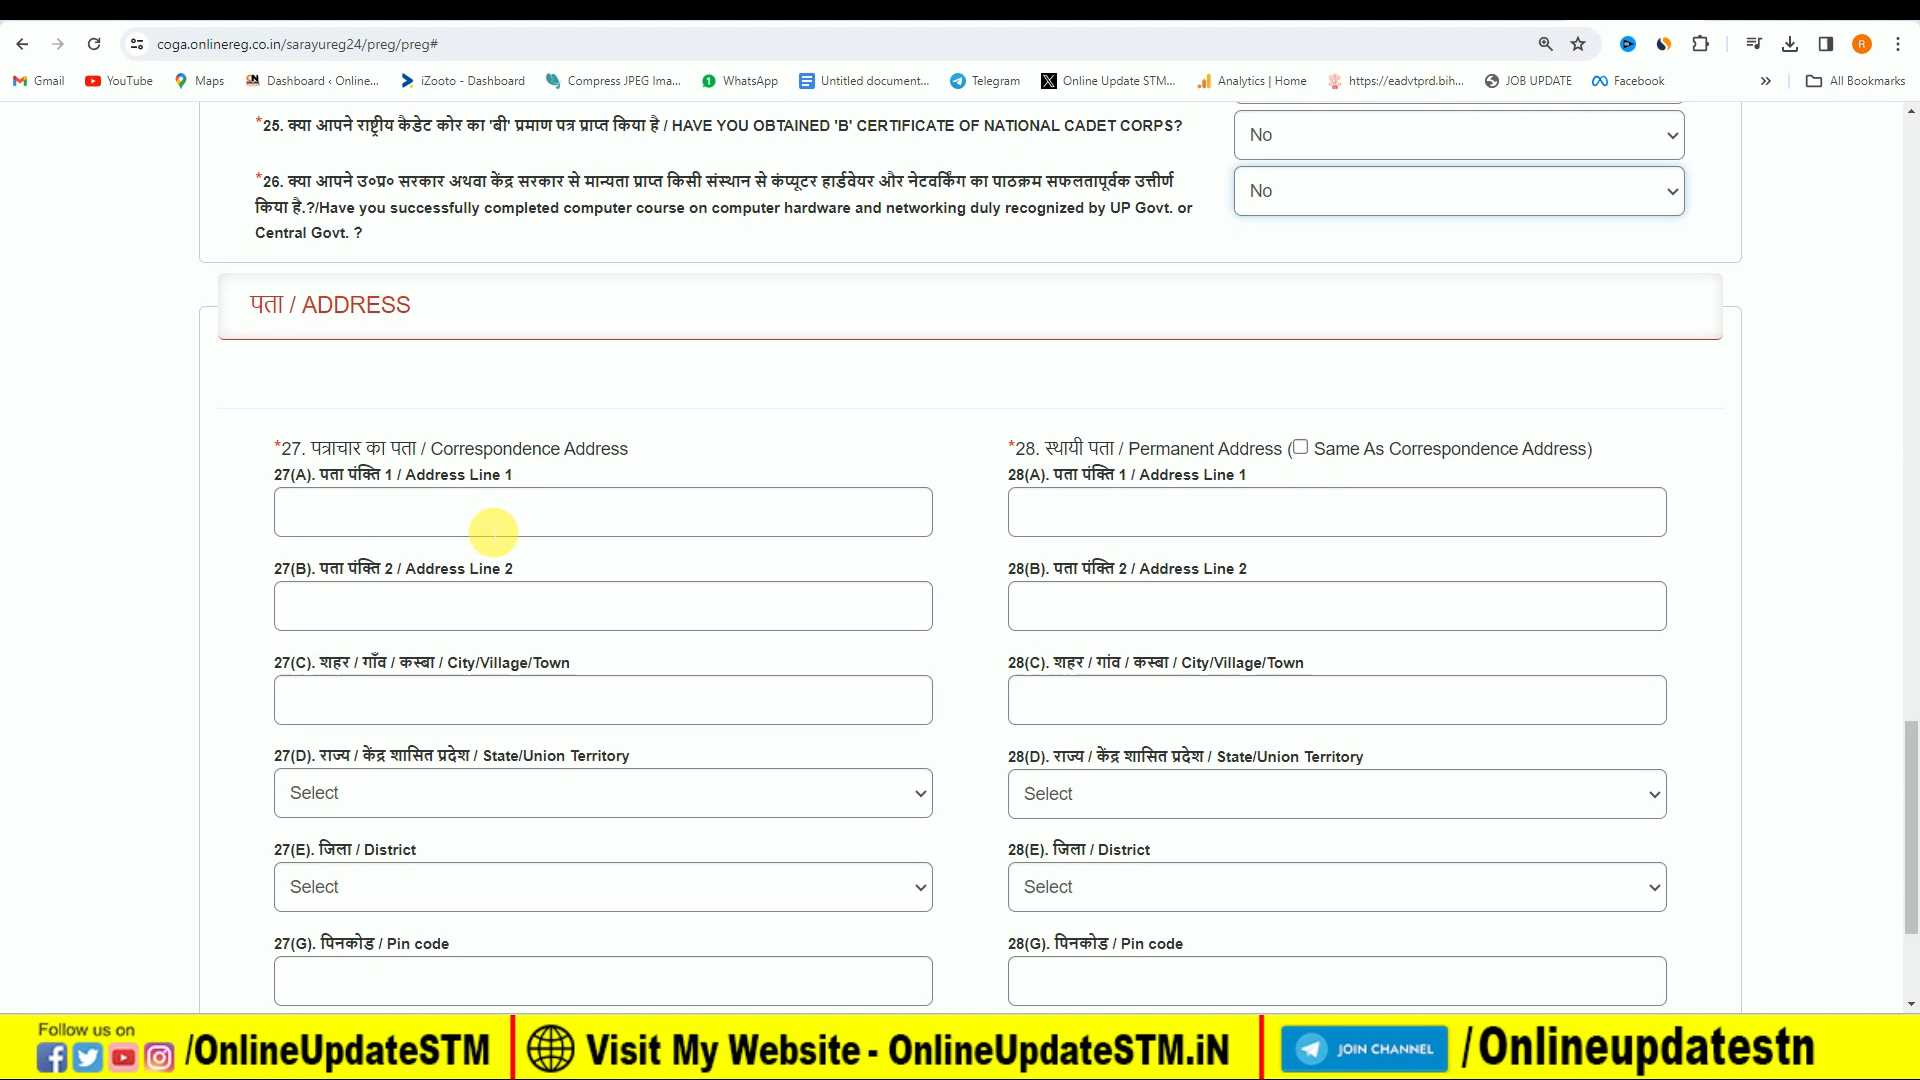 coga.onlinereg.co.in/sarayureg24/preg/preg#
R
Gmail YouTube Maps Dashboard ‹ Online... iZooto - Dashboard Compress JPEG Ima... WhatsApp Untitled document... Telegram Online Update STM... Analytics | Home https://eadvtprd.bih... JOB UPDATE Facebook » All Bookmarks
*25. क्या आपने राष्ट्रीय कैडेट कोर का 'बी' प्रमाण पत्र प्राप्त किया है / HAVE YOU OBTAINED 'B' CERTIFICATE OF NATIONAL CADET CORPS?
No
*26. क्या आपने उ०प्र० सरकार अथवा केंद्र सरकार से मान्यता प्राप्त किसी संस्थान से कंप्यूटर हार्डवेयर और नेटवर्किंग का पाठक्रम सफलतापूर्वक उत्तीर्ण
किया है.?/Have you successfully completed computer course on computer hardware and networking duly recognized by UP Govt. or
Central Govt. ?
No
पता / ADDRESS
*27. पत्राचार का पता / Correspondence Address
27(A). पता पंक्ति 1 / Address Line 1
27(B). पता पंक्ति 2 / Address Line 2
27(C). शहर / गाँव / कस्बा / City/Village/Town
27(D). राज्य / केंद्र शासित प्रदेश / State/Union Territory
Select
27(E). जिला / District
Select
27(G). पिनकोड / Pin code
*28. स्थायी पता / Permanent Address ( Same As Correspondence Address)
28(A). पता पंक्ति 1 / Address Line 1
28(B). पता पंक्ति 2 / Address Line 2
28(C). शहर / गांव / कस्बा / City/Village/Town
28(D). राज्य / केंद्र शासित प्रदेश / State/Union Territory
Select
28(E). जिला / District
Select
28(G). पिनकोड / Pin code
Follow us on
/OnlineUpdateSTM
Visit My Website - OnlineUpdateSTM.iN
JOIN CHANNEL
/Onlineupdatestn